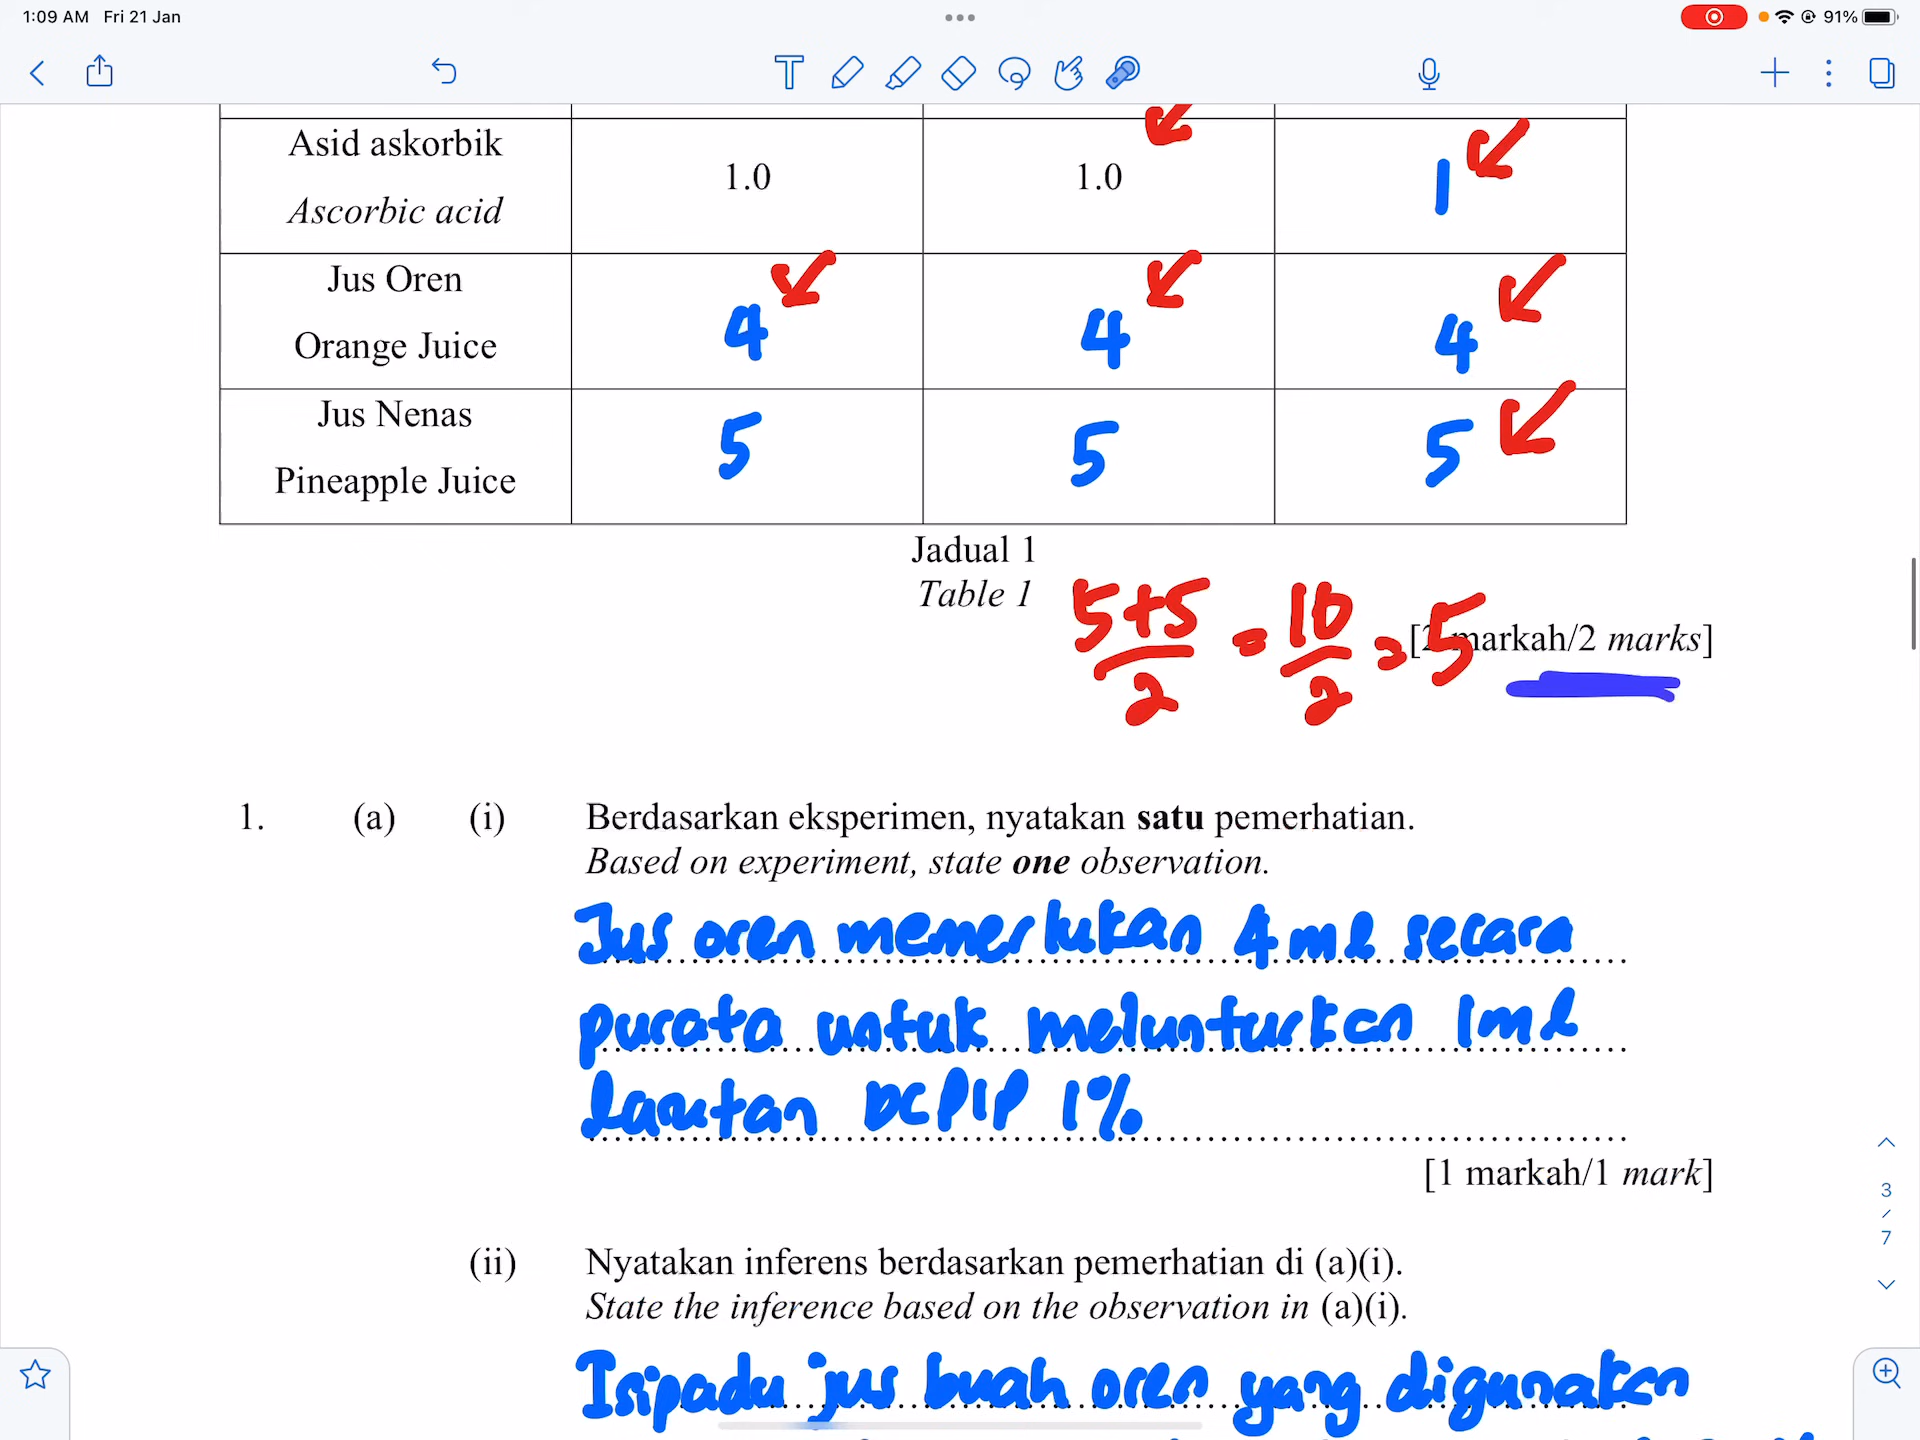 1:09 AM Fri 21 Jan
91%
Asid askorbik
Ascorbic acid
1.0
1.0
1
Jus Oren
Orange Juice
4
4
4
Jus Nenas
Pineapple Juice
5
5
5
Jadual 1
Table 1
5+5/2 = 10/2 = 5
[2 markah/2 marks]
1. (a) (i) Berdasarkan eksperimen, nyatakan satu pemerhatian.
Based on experiment, state one observation.
Jus oren memerlukan 4 ml secara
purata untuk melunturkan 1 ml
larutan DCPIP 1%
[1 markah/1 mark]
(ii) Nyatakan inferens berdasarkan pemerhatian di (a)(i).
State the inference based on the observation in (a)(i).
Isipadu jus buah oren yang digunakan
3
/
7